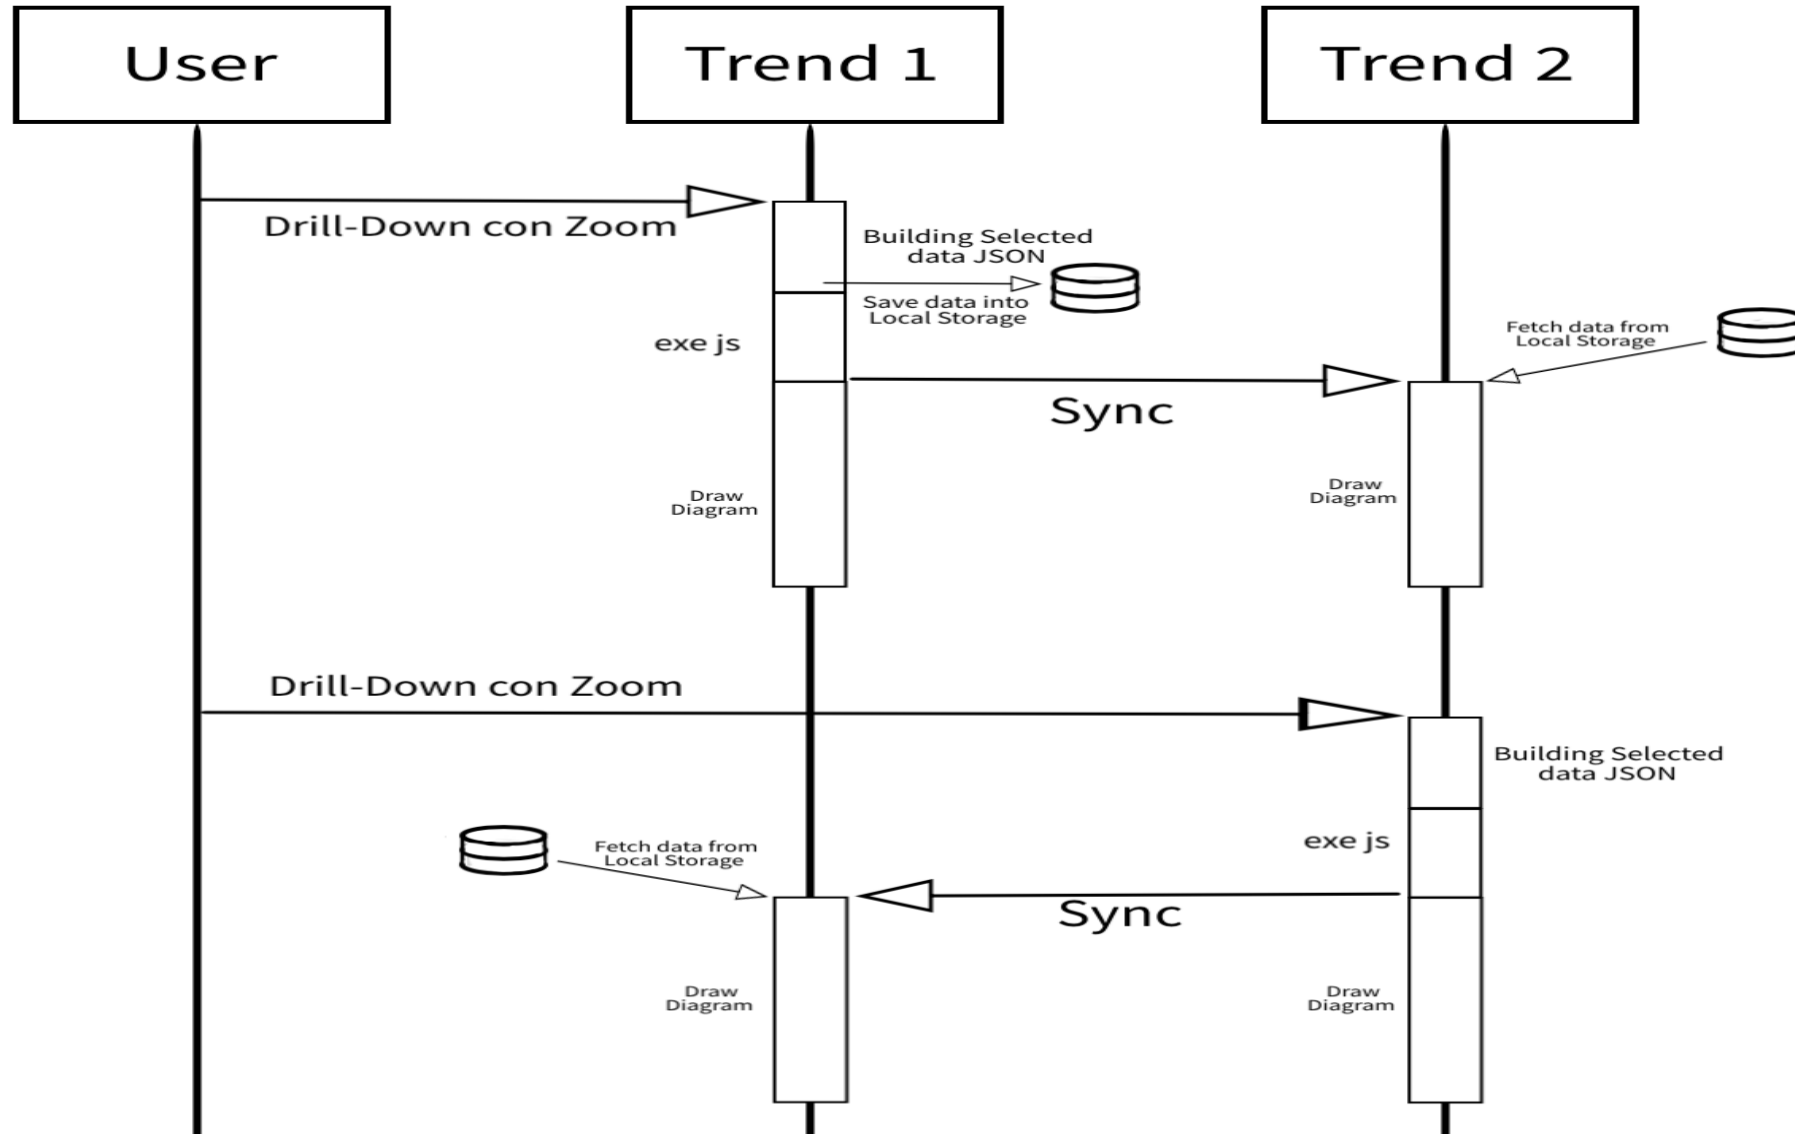 User
Trend 1
Trend 2
Drill-Down con Zoom
Building Selected
data JSON
Save data into
Local Storage
exe js
Fetch data from
Local Storage
Sync
Draw
Diagram
Draw
Diagram
Drill-Down con Zoom
Building Selected
data JSON
exe js
Fetch data from
Local Storage
Sync
Draw
Diagram
Draw
Diagram